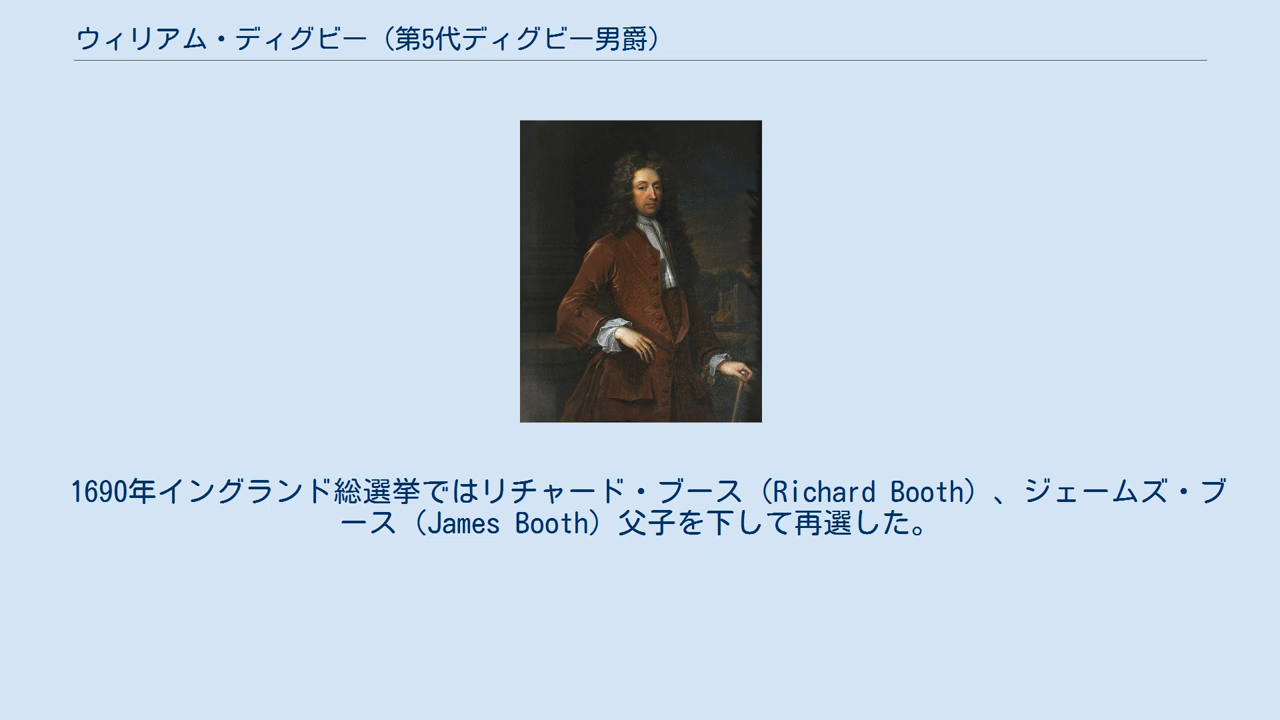 ウィリアム・ディグビー（第5代ディグビー男爵）
1690年イングランド総選挙ではリチャード・ブース（Richard Booth）、ジェームズ・ブ
ース（James Booth）父子を下して再選した。